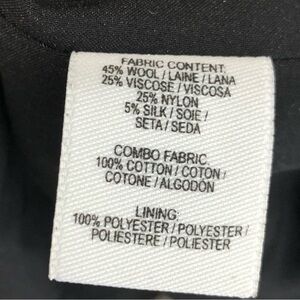 FABRIC CONTENT:
45% WOOL / LAINE / LANA
25% VISCOSE / VISCOSA
25% NYLON
5% SILK / SOIE /
SETA / SEDA
COMBO FABRIC
100% COTTON / COTON /
COTONE / ALGODÓN
LINING:
100% POLYESTER / POLYESTER /
POLIESTERE / POLIESTER